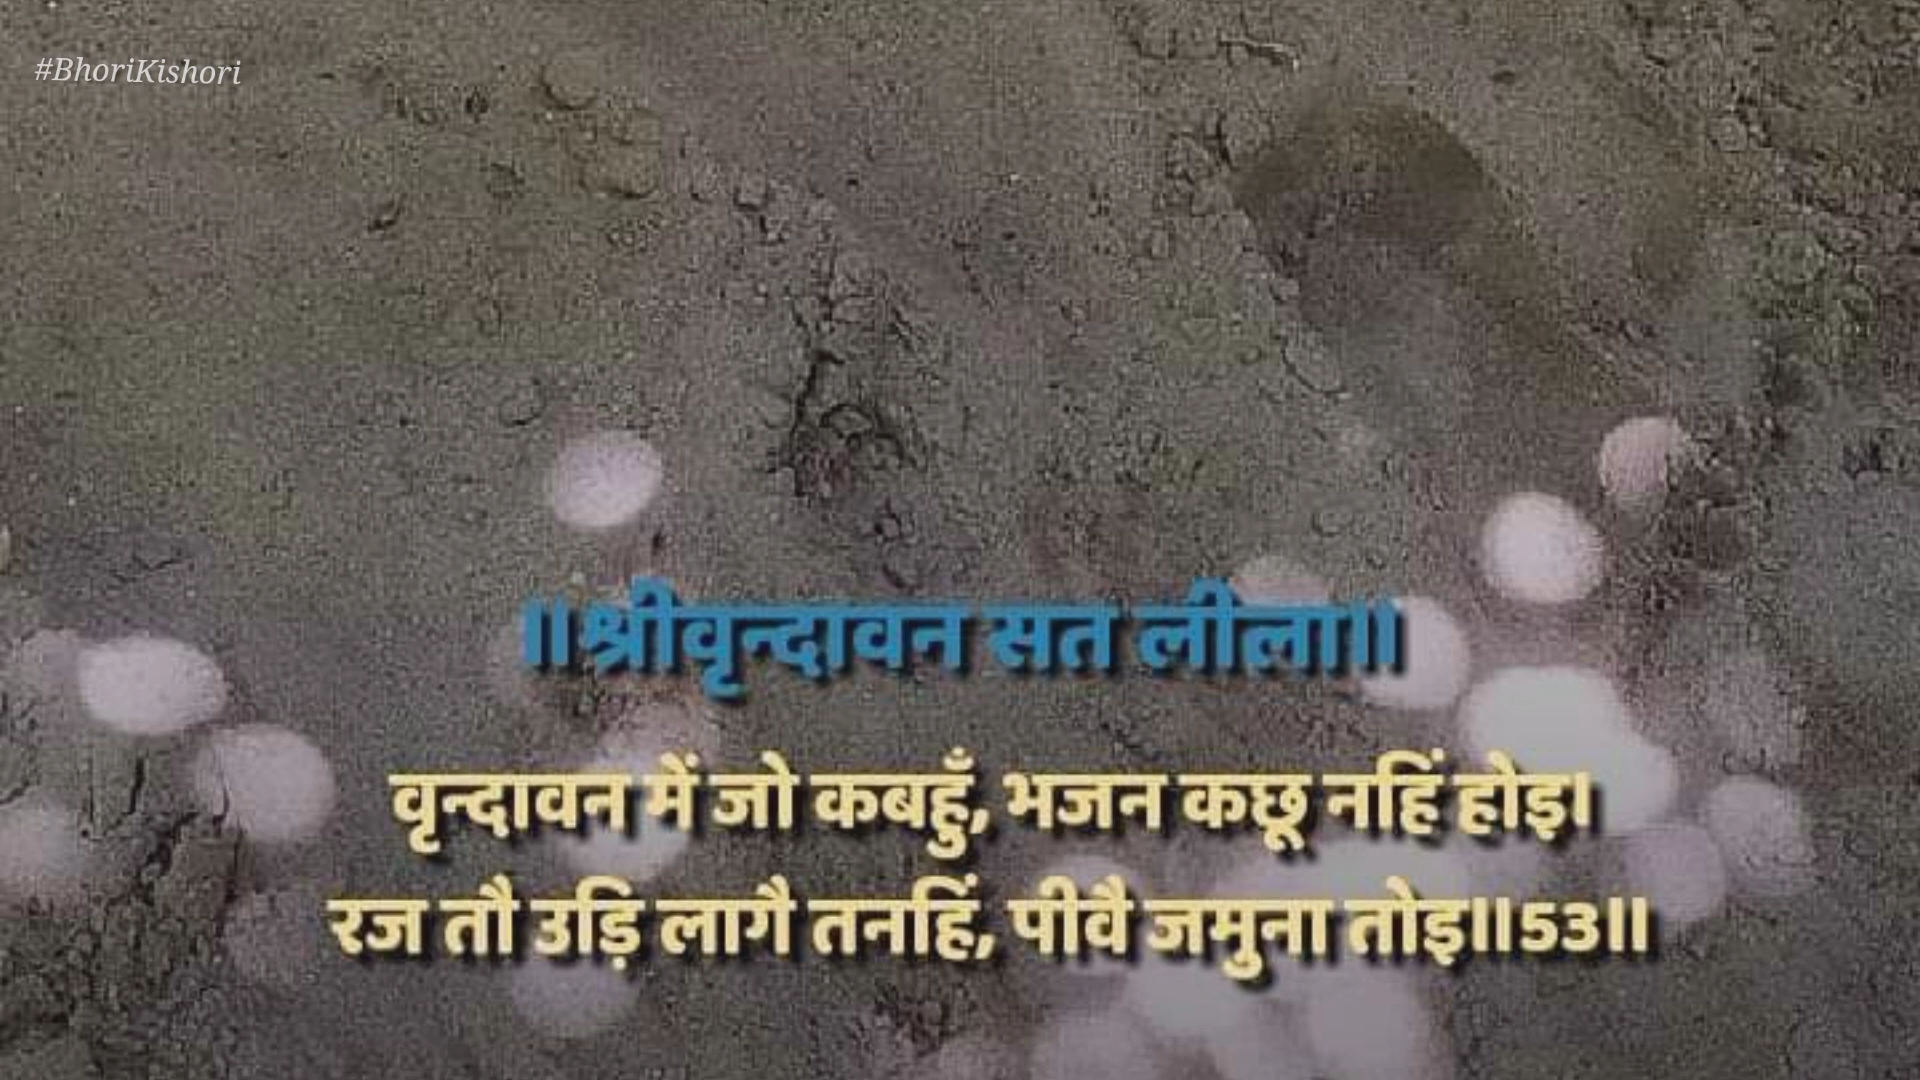 #BhoriKishori
॥श्रीवृन्दावन सत लीला॥
वृन्दावन में जो कबहुँ, भजन कछू नहिं होइ।
रज तौ उड़ि लागै तनहिं, पीवै जमुना तोइ॥53॥